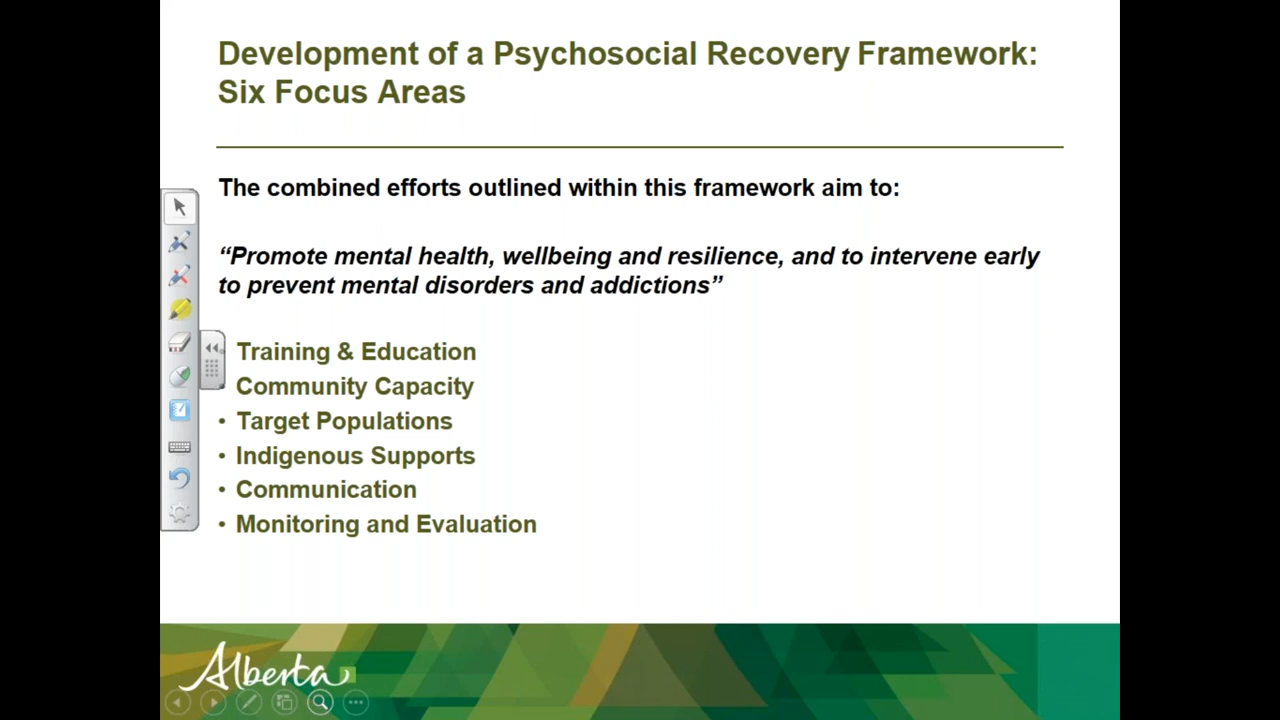 Development of a Psychosocial Recovery Framework:
Six Focus Areas
The combined efforts outlined within this framework aim to:
“Promote mental health, wellbeing and resilience, and to intervene early
to prevent mental disorders and addictions”
Training & Education
Community Capacity
• Target Populations
• Indigenous Supports
• Communication
• Monitoring and Evaluation
Alberta